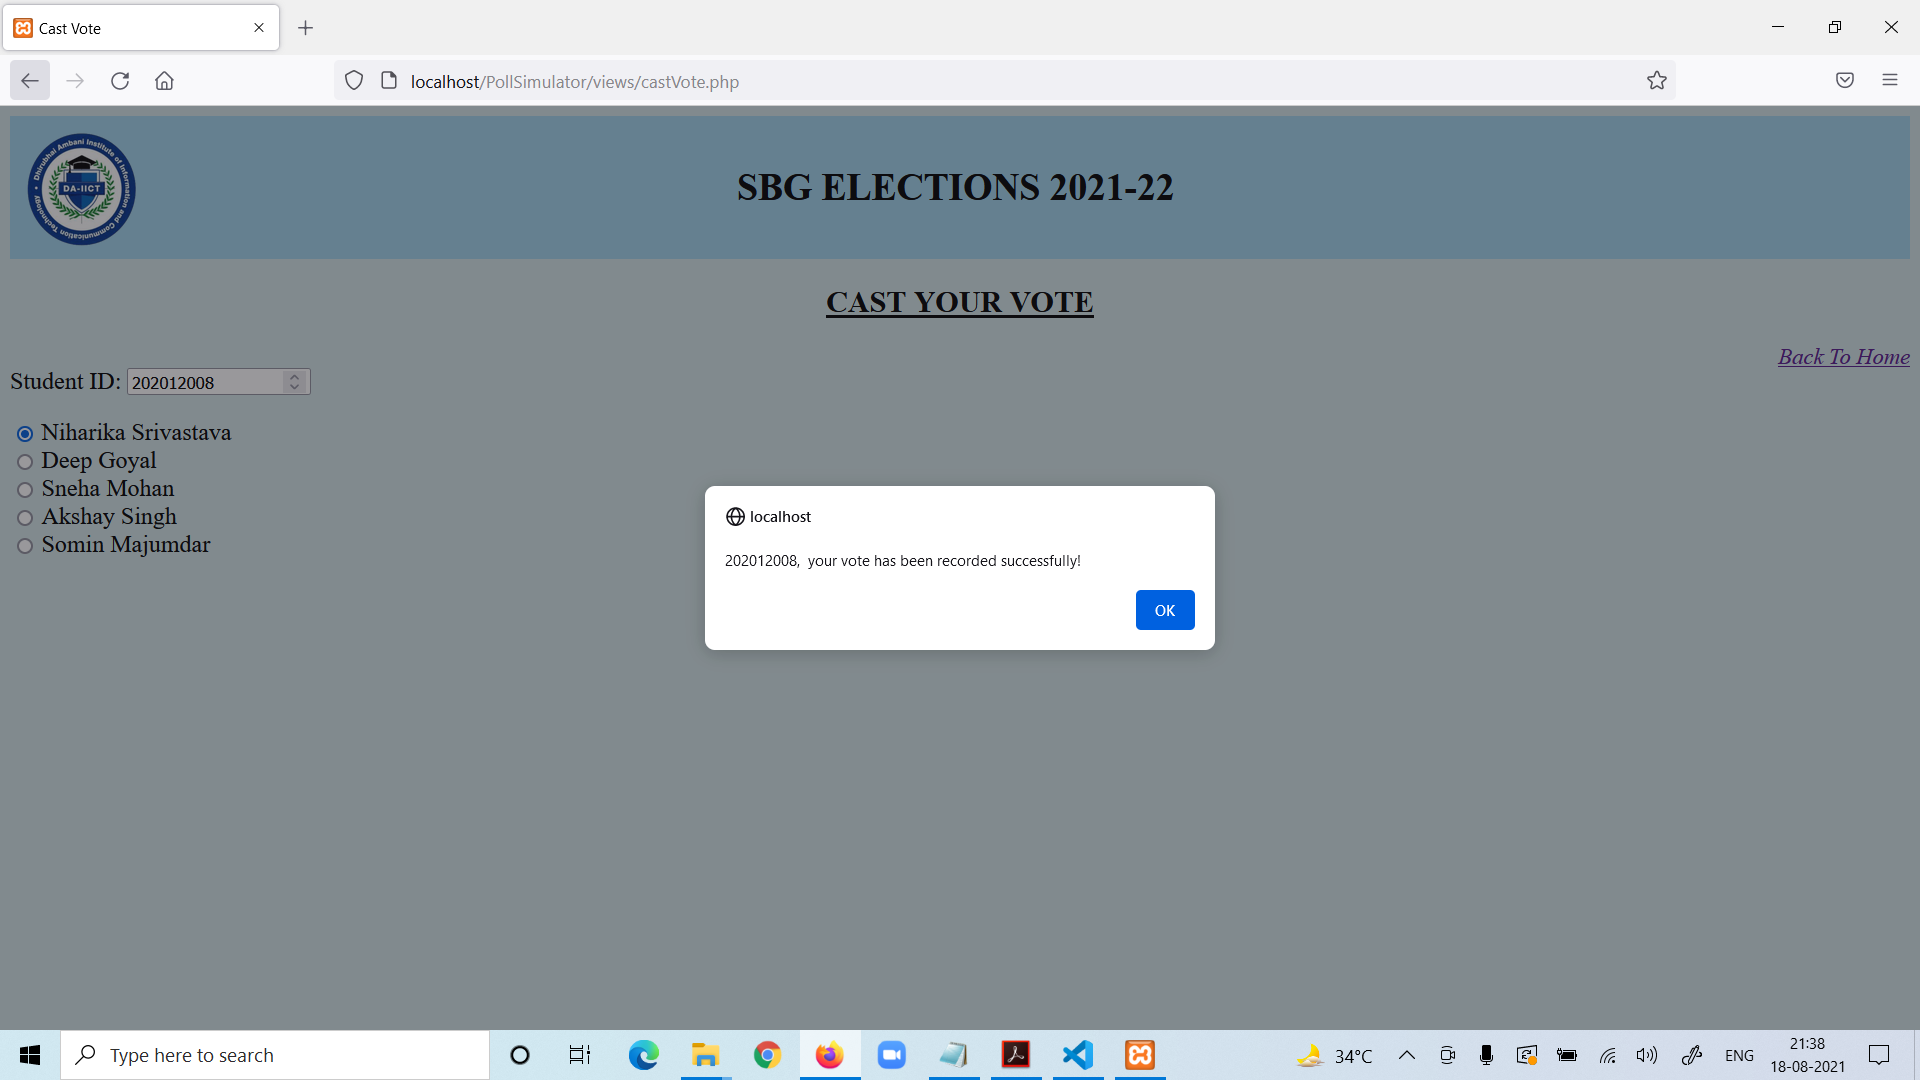 Cast Vote
localhost/PollSimulator/views/castVote.php
Dhirubhai Ambani Institute of Information and Communication Technology
DA-IICT
SBG ELECTIONS 2021-22
CAST YOUR VOTE
Back To Home
Student ID: 202012008
Niharika Srivastava
Deep Goyal
Sneha Mohan
Akshay Singh
Somin Majumdar
localhost
202012008,  your vote has been recorded successfully!
OK
Type here to search
34°C
ENG
21:38
18-08-2021